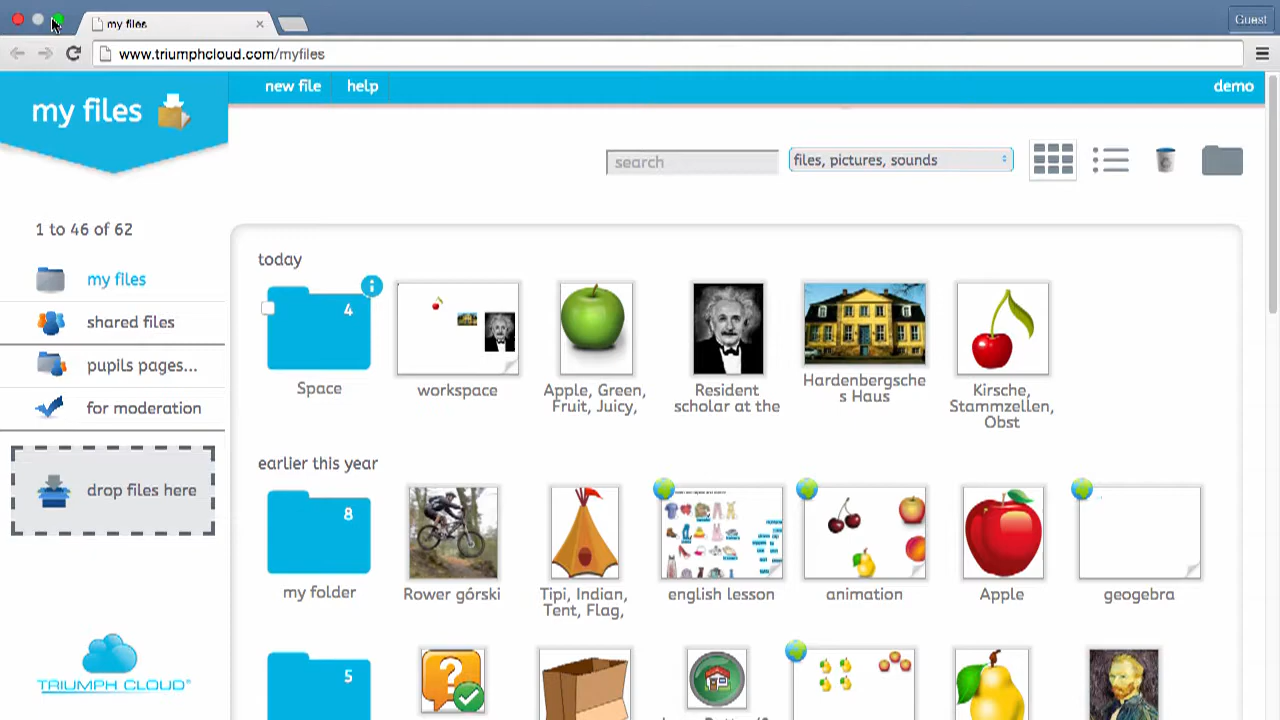 my files
Guest
www.triumphcloud.com/myfiles
my files
new file
help
demo
search
files, pictures, sounds
1 to 46 of 62
my files
shared files
pupils pages...
for moderation
drop files here
TRIUMPH CLOUD®
today
4
Space
workspace
Apple, Green,
Fruit, Juicy,
Resident
scholar at the
Hardenbergsche
s Haus
Kirsche,
Stammzellen,
Obst
earlier this year
8
my folder
Rower górski
Tipi, Indian,
Tent, Flag,
english lesson
animation
Apple
geogebra
5